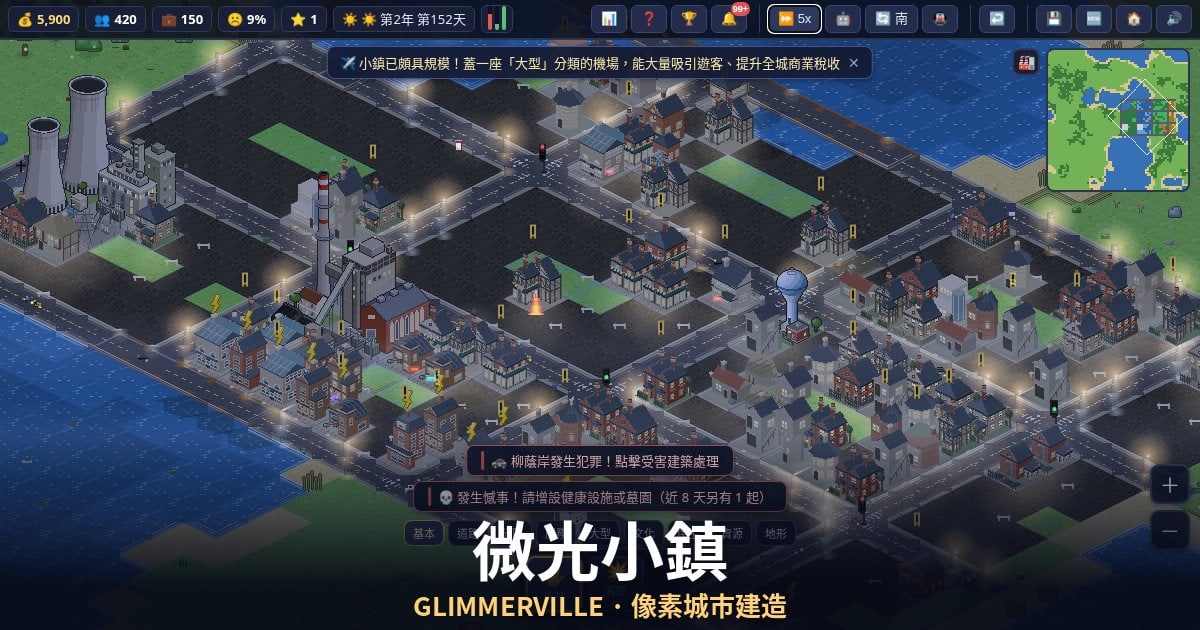 5,900 420 150 9% 1 第2年 第152天 99+ 5x 南
小鎮已頗具規模！蓋一座「大型」分類的機場，能大量吸引遊客、提升全城商業稅收 ×
柳蔭岸發生犯罪！點擊受害建築處理
發生憾事！請增設健康設施或墓園（近 8 天另有 1 起）
基本 大型 文化 資源 地形
微光小鎮
GLIMMERVILLE · 像素城市建造